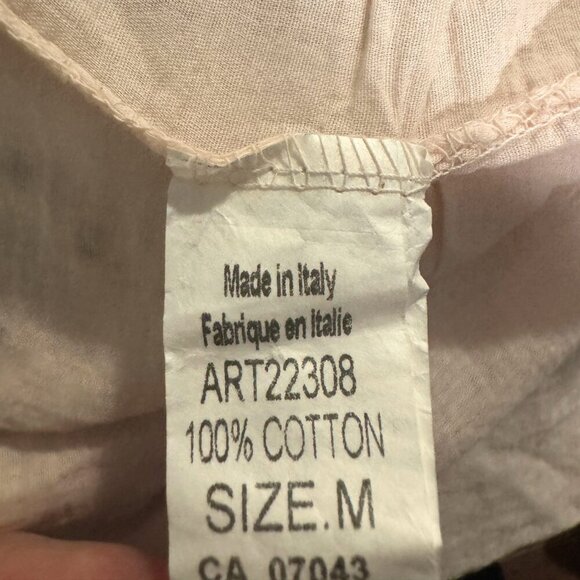 Made in Italy
Fabrique en Italie
ART22308
100% COTTON
SIZE.M
CA 07043